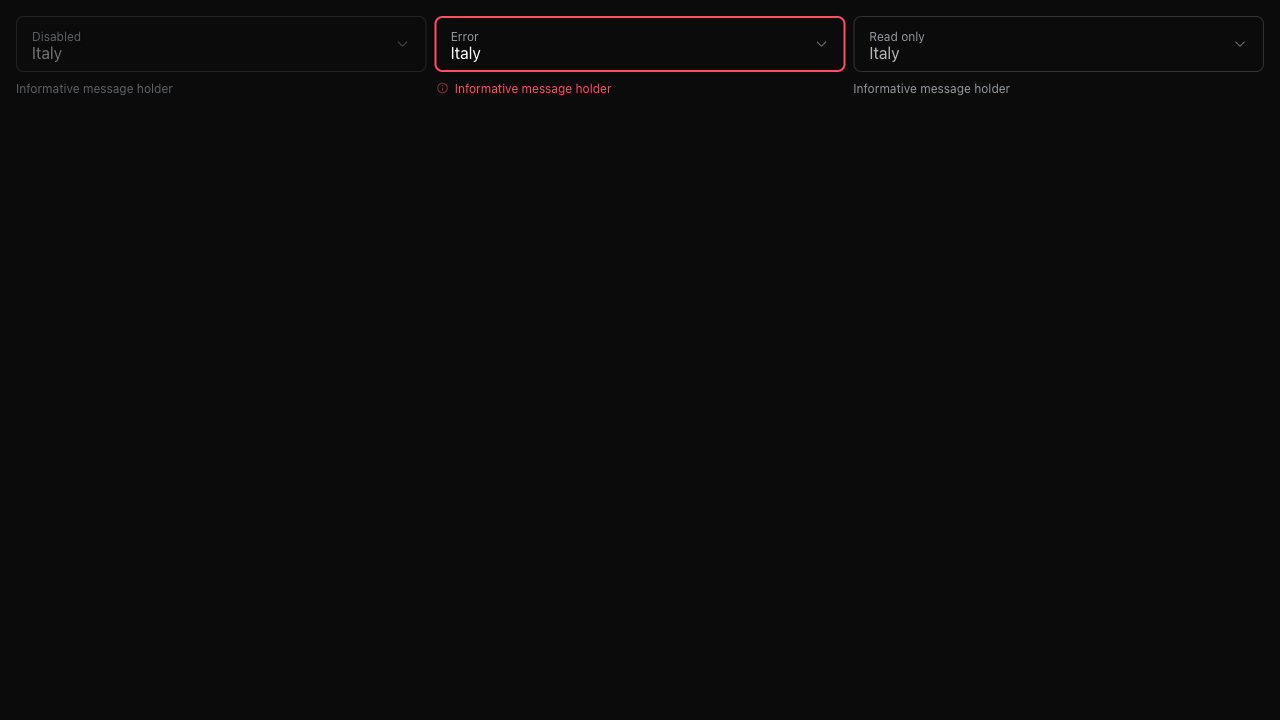 Disabled
Italy
Informative message holder
Error
Italy
Informative message holder
Read only
Italy
Informative message holder